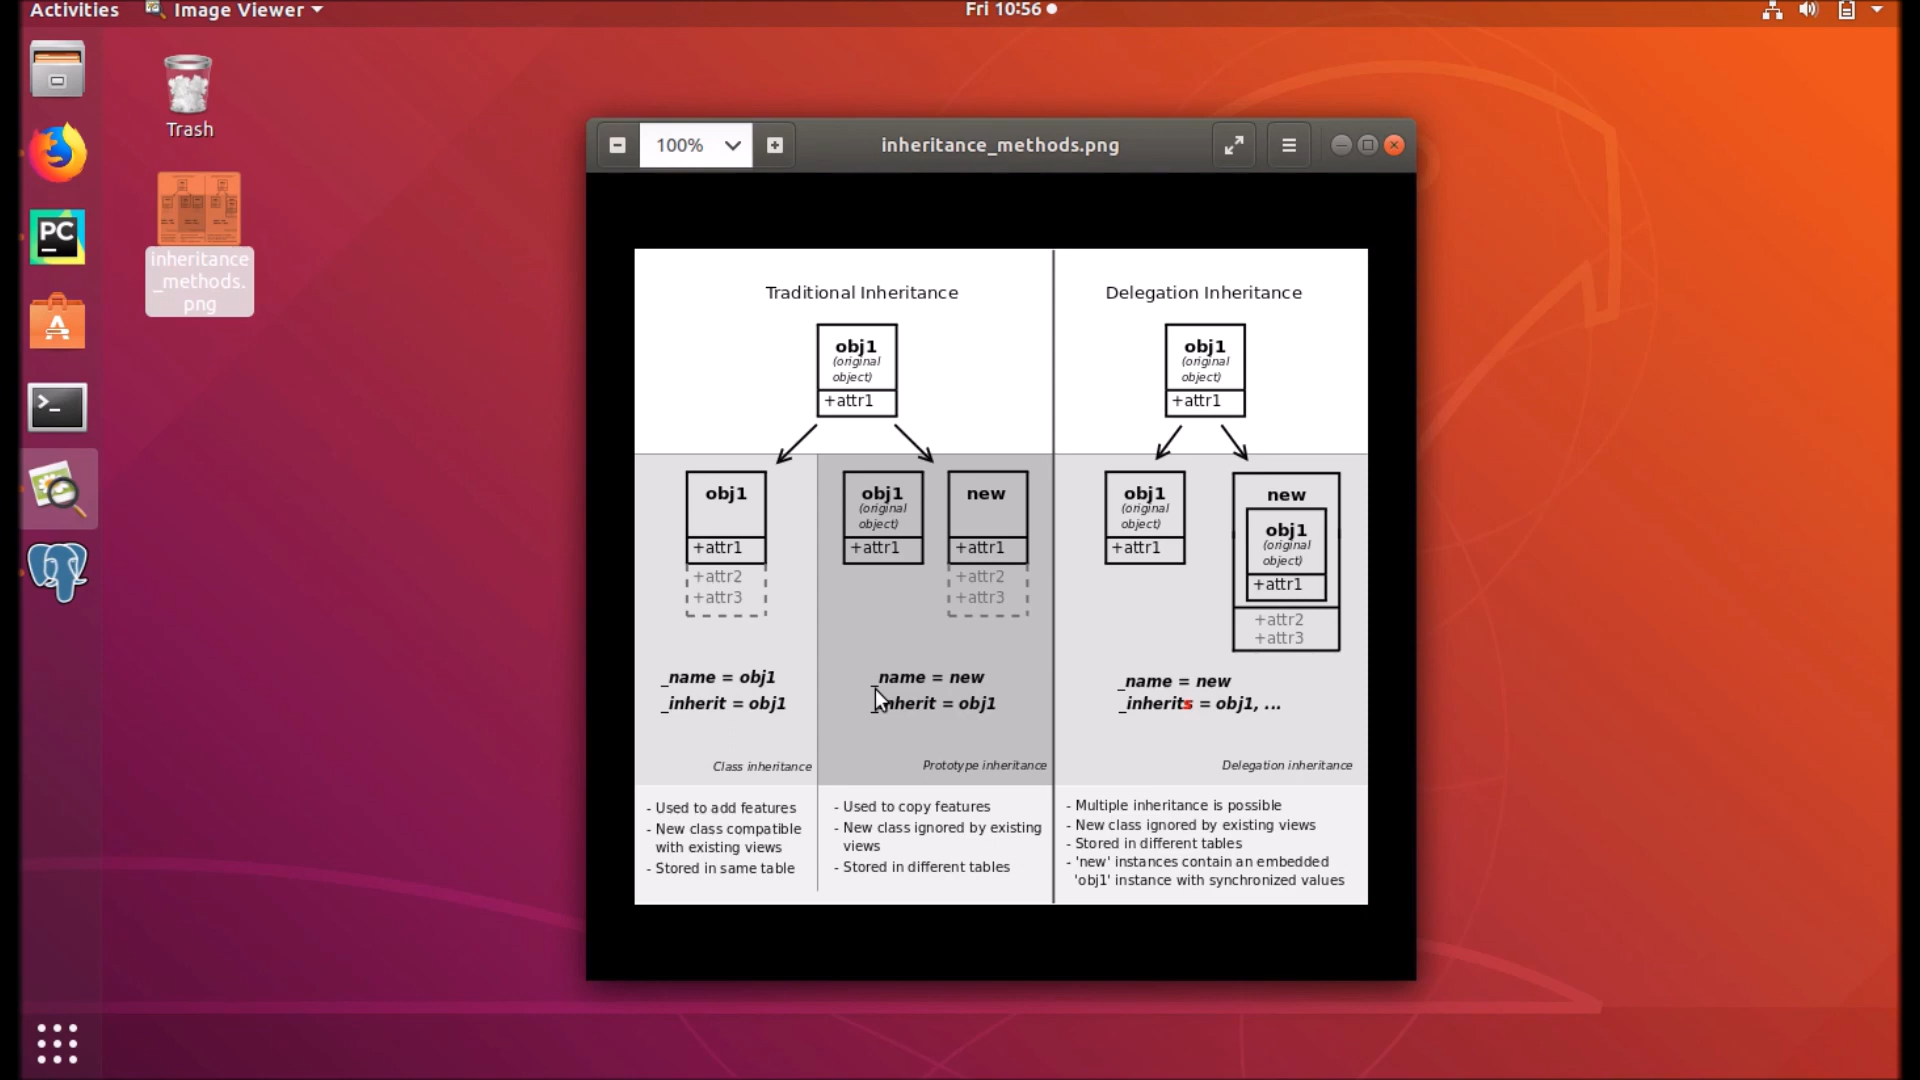 Activities
Image Viewer
Fri 10:56
Trash
inheritance
_methods.
png
PC
100%
inheritance_methods.png
Traditional Inheritance
obj1
(original
object)
+attr1
obj1
+attr1
+attr2
+attr3
_name = obj1
_inherit = obj1
Class inheritance
- Used to add features
- New class compatible
with existing views
- Stored in same table
obj1
(original
object)
+attr1
new
+attr1
+attr2
+attr3
_name = new
_inherit = obj1
Prototype inheritance
- Used to copy features
- New class ignored by existing
views
- Stored in different tables
Delegation Inheritance
obj1
(original
object)
+attr1
obj1
(original
object)
+attr1
new
obj1
(original
object)
+attr1
+attr2
+attr3
_name = new
_inherits = obj1, ...
Delegation inheritance
- Multiple inheritance is possible
- New class ignored by existing views
- Stored in different tables
- 'new' instances contain an embedded
'obj1' instance with synchronized values